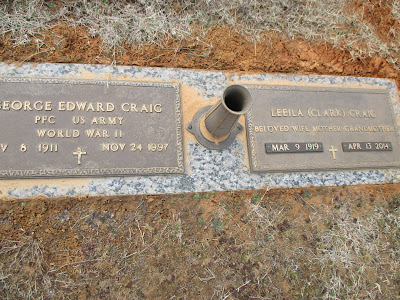 GEORGE EDWARD CRAIG
PFC US ARMY
WORLD WAR II
8 1911 NOV 24 1997
LEEILA (CLARK) CRAIG
BELOVED WIFE MOTHER GRANDMOTHER
MAR 9 1919 APR 13 2014